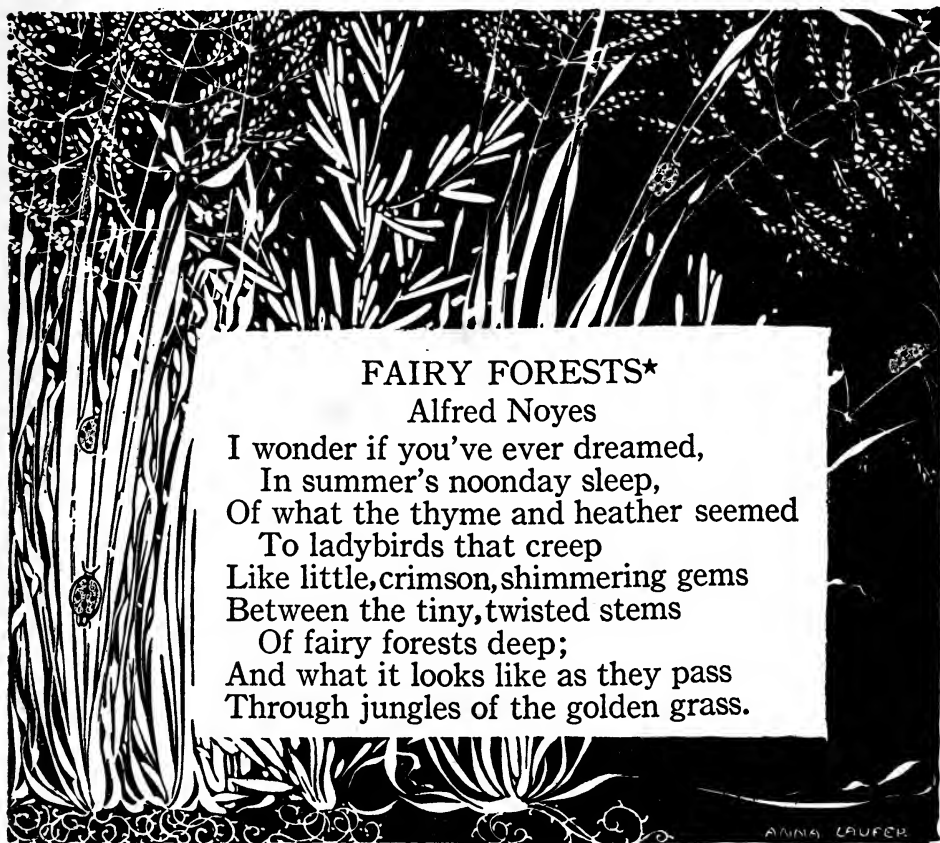 FAIRY FORESTS★
Alfred Noyes
I wonder if you've ever dreamed,
In summer's noonday sleep,
Of what the thyme and heather seemed
To ladybirds that creep
Like little, crimson, shimmering gems
Between the tiny, twisted stems
Of fairy forests deep;
And what it looks like as they pass
Through jungles of the golden grass.
ANNA LAUFER